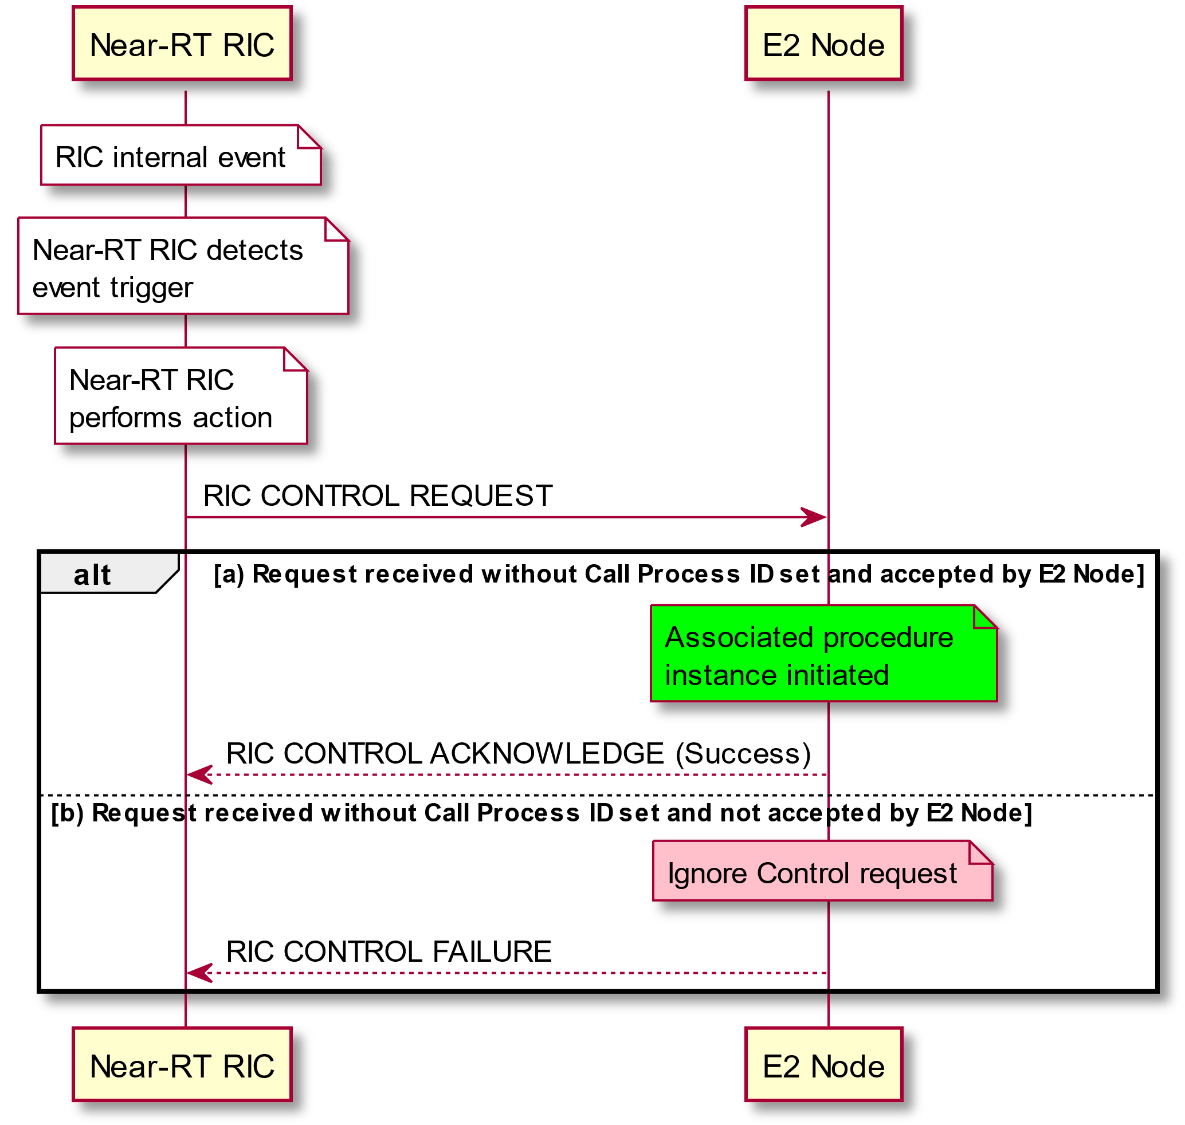 Near-RT RIC
E2 Node
RIC internal event
Near-RT RIC detects
event trigger
Near-RT RIC
performs action
RIC CONTROL REQUEST
alt
[a) Request received without Call Process ID set and accepted by E2 Node]
Associated procedure
instance initiated
RIC CONTROL ACKNOWLEDGE (Success)
[b) Request received without Call Process ID set and not accepted by E2 Node]
Ignore Control request
RIC CONTROL FAILURE
Near-RT RIC
E2 Node